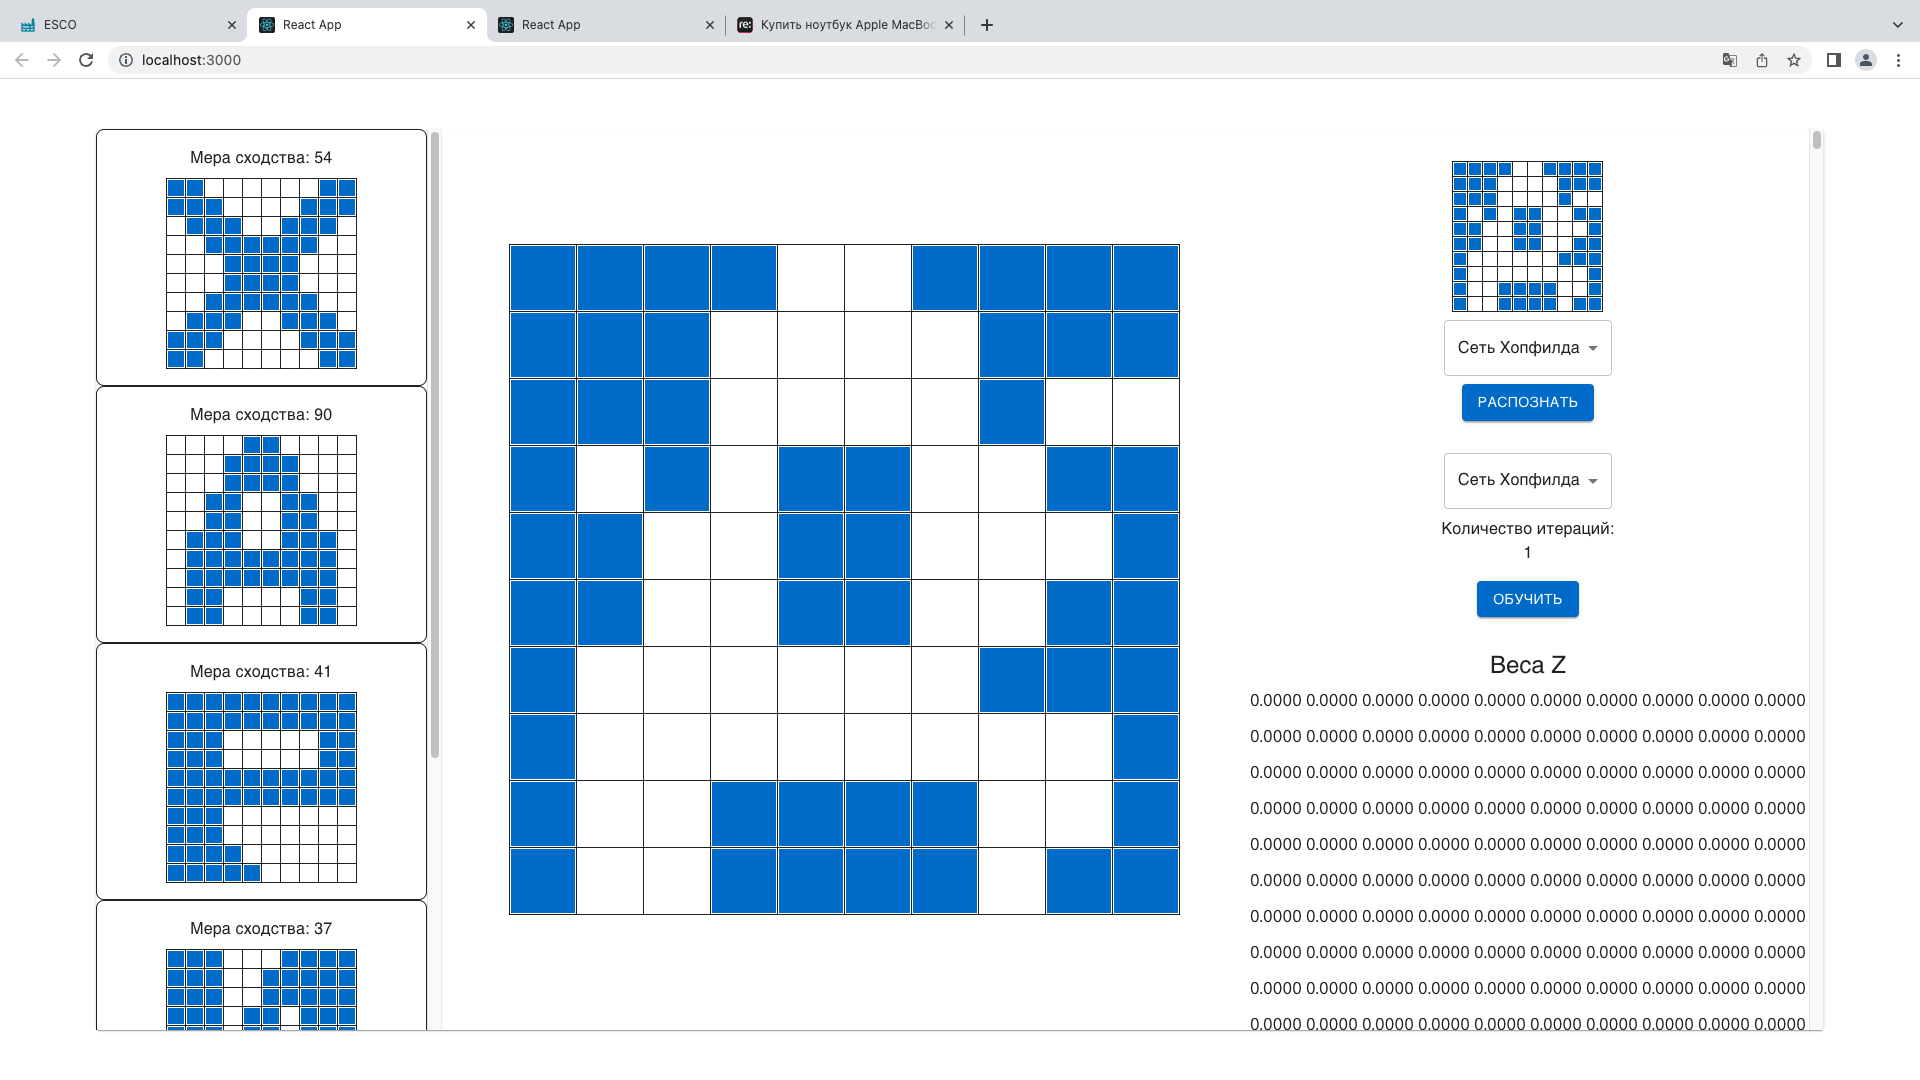 ESCO
React App
React App
Купить ноутбук Apple MacBo
localhost:3000
Мера сходства: 54
Мера сходства: 90
Мера сходства: 41
Мера сходства: 37
Сеть Хопфилда
РАСПОЗНАТЬ
Сеть Хопфилда
Количество итераций:
1
ОБУЧИТЬ
Веса Z
0.0000 0.0000 0.0000 0.0000 0.0000 0.0000 0.0000 0.0000 0.0000 0.0000
0.0000 0.0000 0.0000 0.0000 0.0000 0.0000 0.0000 0.0000 0.0000 0.0000
0.0000 0.0000 0.0000 0.0000 0.0000 0.0000 0.0000 0.0000 0.0000 0.0000
0.0000 0.0000 0.0000 0.0000 0.0000 0.0000 0.0000 0.0000 0.0000 0.0000
0.0000 0.0000 0.0000 0.0000 0.0000 0.0000 0.0000 0.0000 0.0000 0.0000
0.0000 0.0000 0.0000 0.0000 0.0000 0.0000 0.0000 0.0000 0.0000 0.0000
0.0000 0.0000 0.0000 0.0000 0.0000 0.0000 0.0000 0.0000 0.0000 0.0000
0.0000 0.0000 0.0000 0.0000 0.0000 0.0000 0.0000 0.0000 0.0000 0.0000
0.0000 0.0000 0.0000 0.0000 0.0000 0.0000 0.0000 0.0000 0.0000 0.0000
0.0000 0.0000 0.0000 0.0000 0.0000 0.0000 0.0000 0.0000 0.0000 0.0000